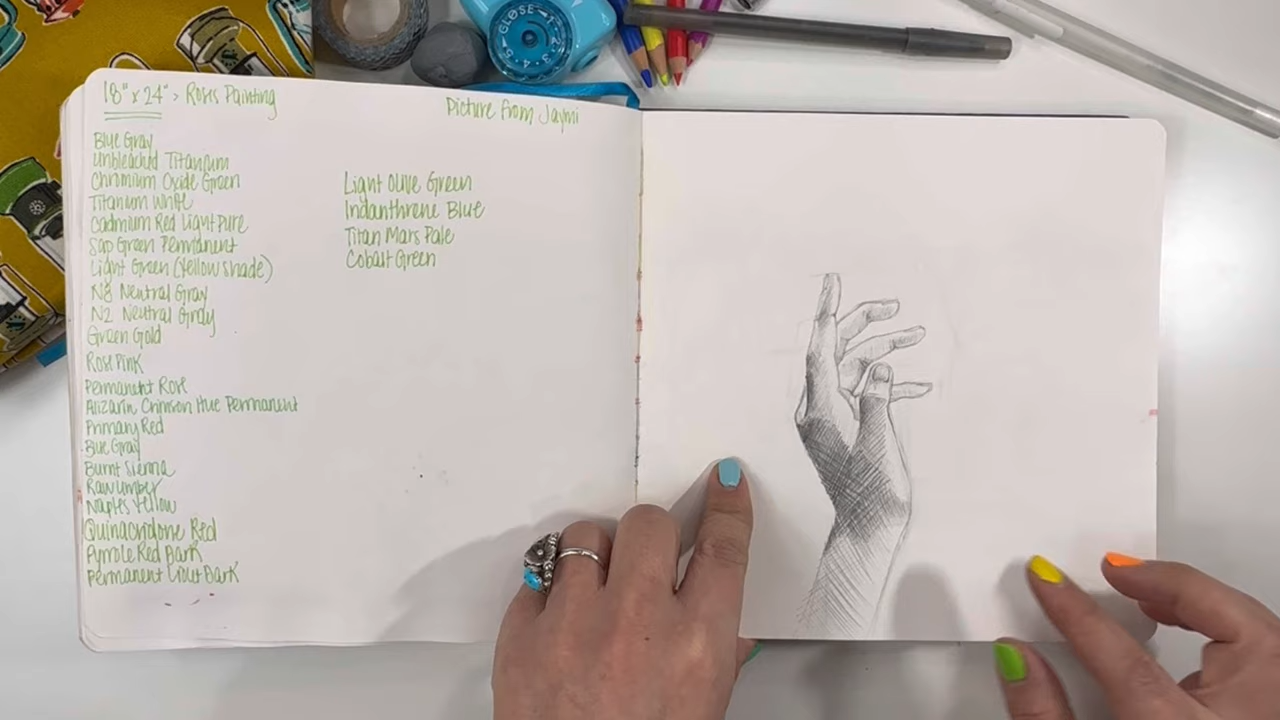 18" x 24" > Roses Painting
Picture from Jaymi
Blue Gray
Unbleached Titanium
Chromium Oxide Green
Titanium White
Cadmium Red Light Pure
Sap Green Permanent
Light Green (Yellow Shade)
N8 Neutral Gray
N2 Neutral Gray
Green Gold
Rose Pink
Permanent Rose
Alizarin Crimson Hue Permanent
Primary Red
Blue Gray
Burnt Sienna
Raw Umber
Naples Yellow
Quinacridone Red
Pyrrole Red Dark
Permanent Violet Dark
Light Olive Green
Indanthrene Blue
Titan Mars Pale
Cobalt Green
CLOSE